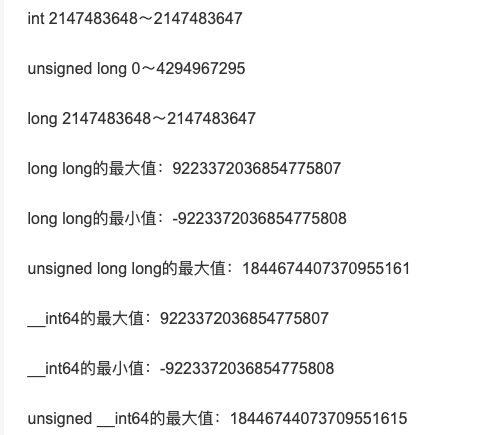 int 2147483648～2147483647
unsigned long 0～4294967295
long 2147483648～2147483647
long long的最大值：9223372036854775807
long long的最小值：-9223372036854775808
unsigned long long的最大值：1844674407370955161
__int64的最大值：9223372036854775807
__int64的最小值：-9223372036854775808
unsigned __int64的最大值：18446744073709551615